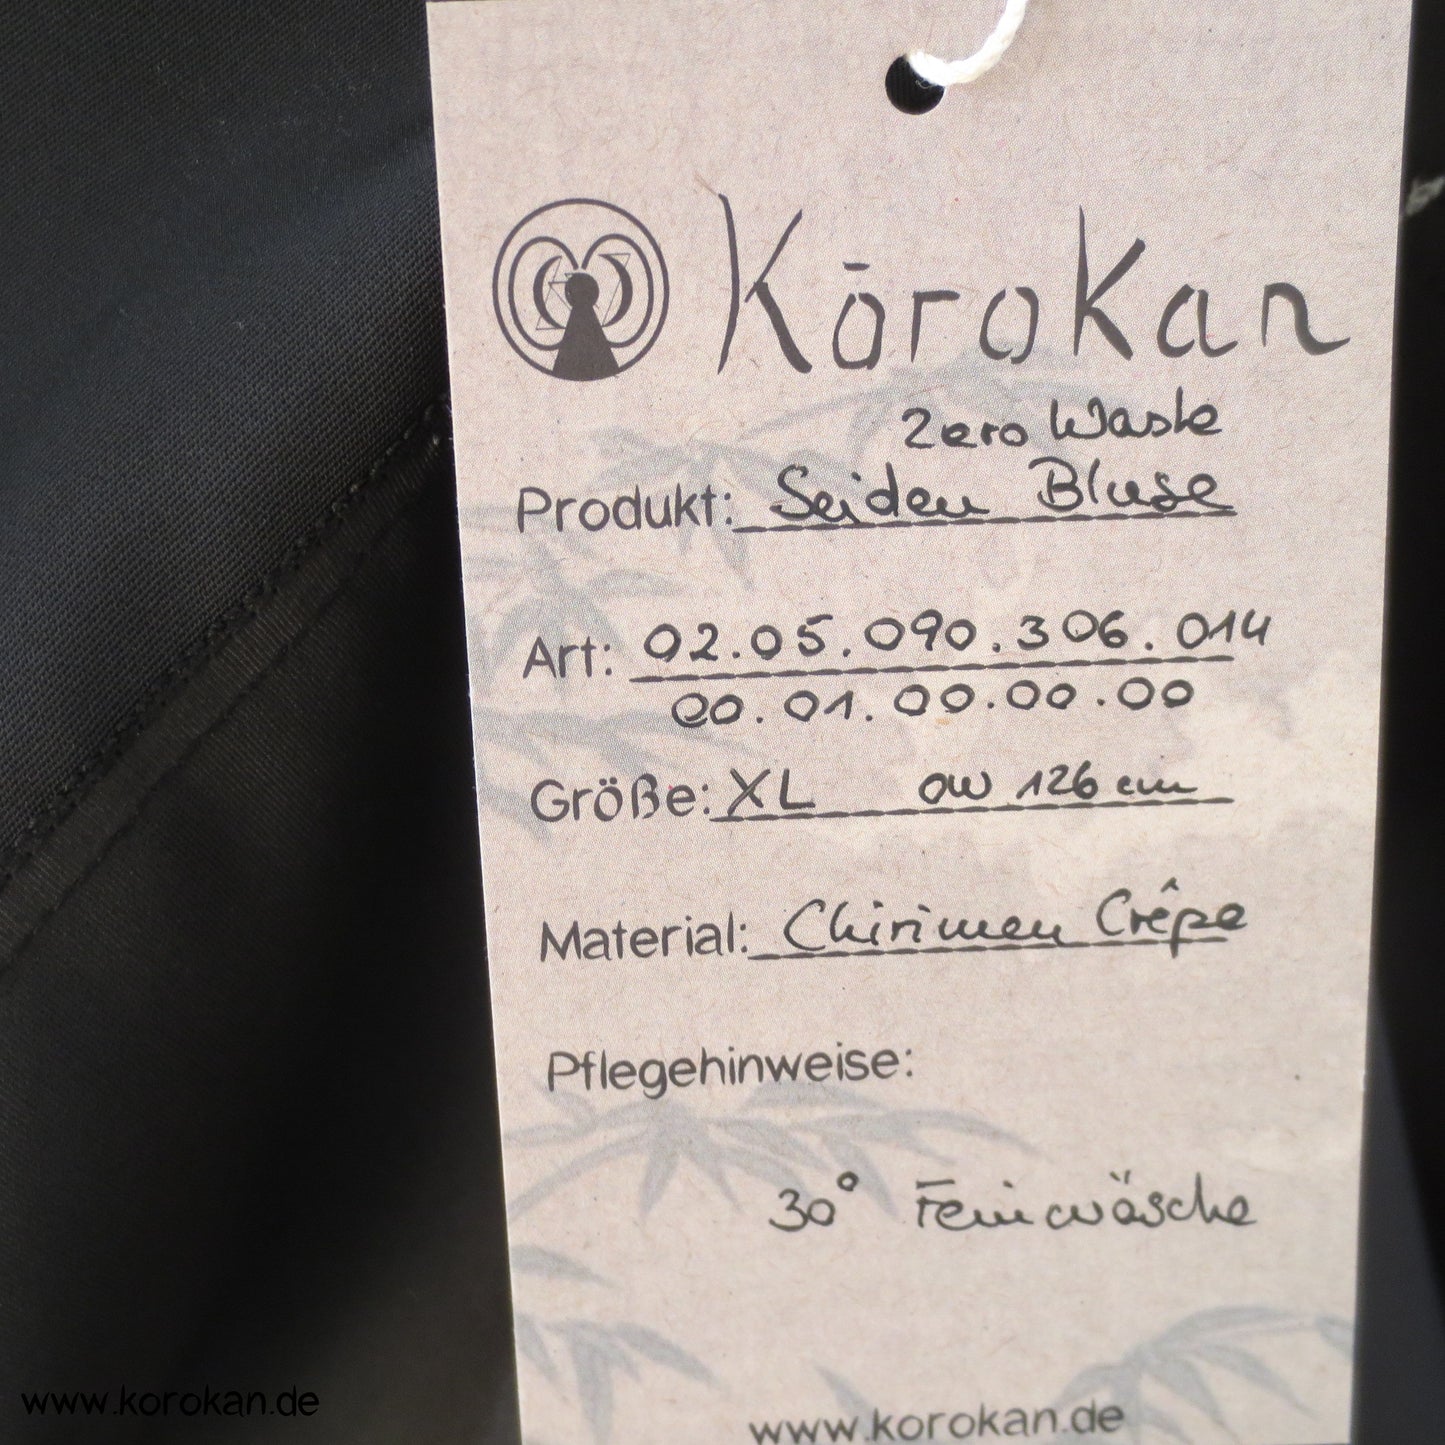 Kōrokan
Zero Waste
Produkt: Seiden Bluse
Art: 02.05.090.306.014
00.01.00.00.00
Größe: XL OW 126 cm
Material: Chirimen Crêpe
Pflegehinweise:
30° Feinwäsche
www.korokan.de
www.korokan.de